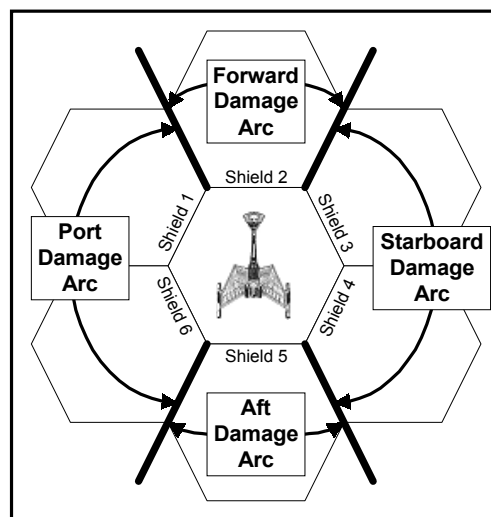 Forward
Damage
Arc
Shield 2
Shield 1
Shield 3
Port
Damage
Arc
Starboard
Damage
Arc
Shield 6
Shield 4
Shield 5
Aft
Damage
Arc